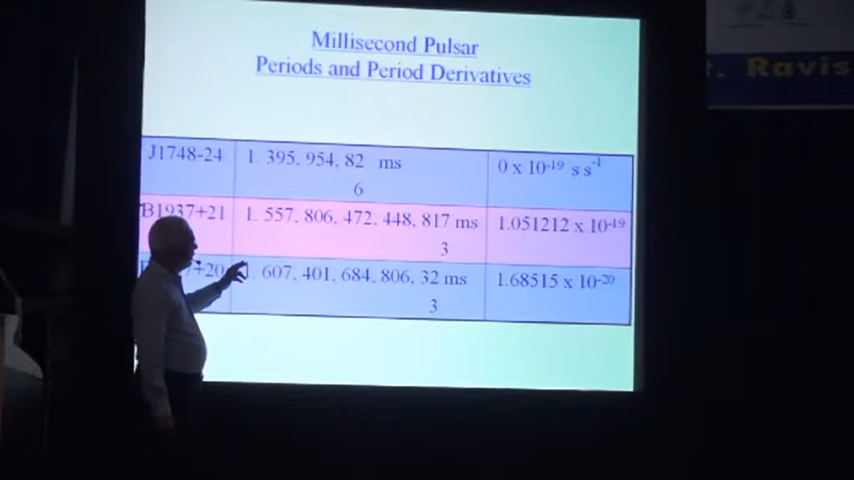 Millisecond Pulsar
Periods and Period Derivatives
J1748-24 1. 395, 954, 82 ms 0 x 10-19 s s-1
6
B1937+21 1. 557, 806, 472, 448, 817 ms 1.051212 x 10-19
3
+20 1. 607, 401, 684, 806, 32 ms 1.68515 x 10-20
3